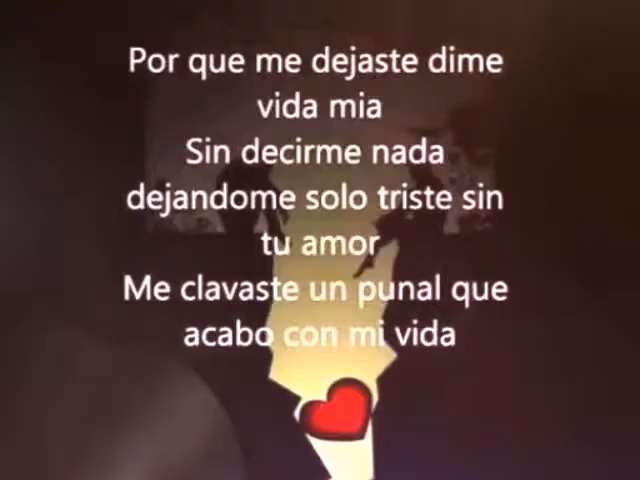 Por que me dejaste dime
vida mia
Sin decirme nada
dejandome solo triste sin
tu amor
Me clavaste un punal que
acabo con mi vida